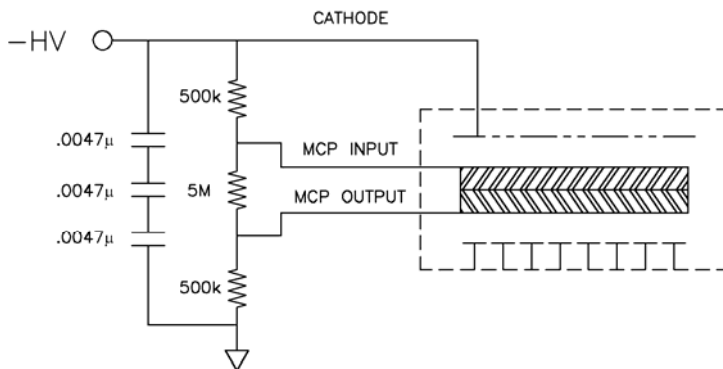 CATHODE
−HV
500k
.0047µ
MCP INPUT
.0047µ
5M
MCP OUTPUT
.0047µ
500k